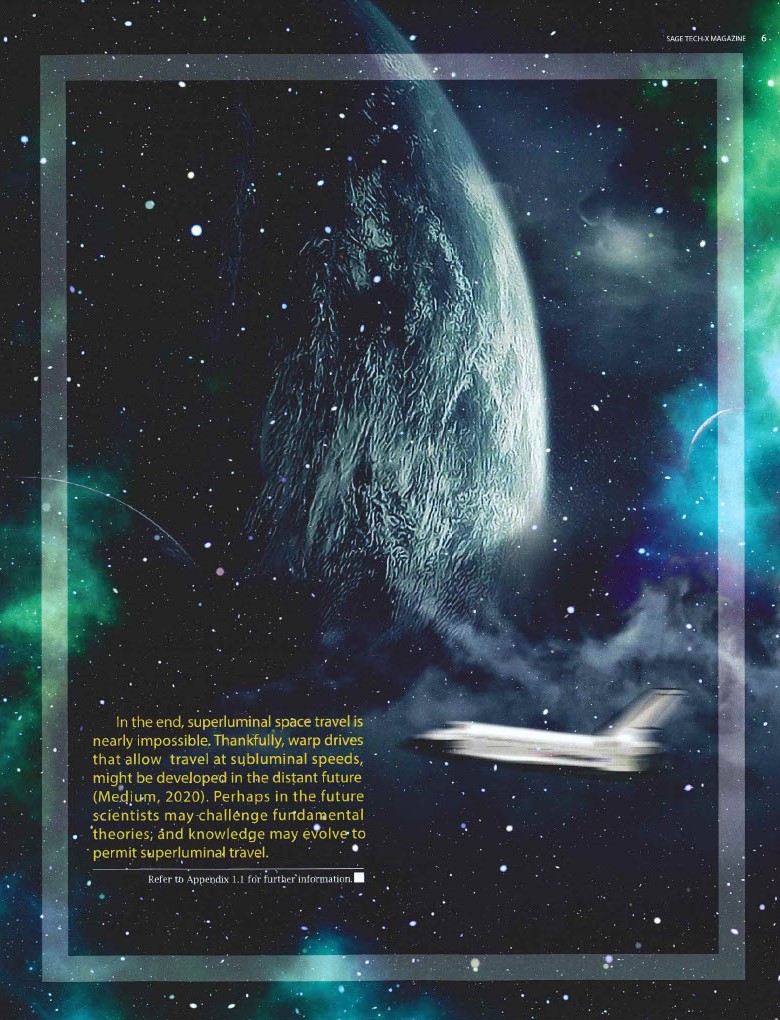 SAGE TECH-X MAGAZINE 6
In the end, superluminal space travel is
nearly impossible. Thankfully, warp drives
that allow travel at subluminal speeds,
might be developed in the distant future
(Medium, 2020). Perhaps in the future
scientists may challenge fundamental
theories; and knowledge may evolve to
permit superluminal travel.
Refer to Appendix 1.1 for further information.